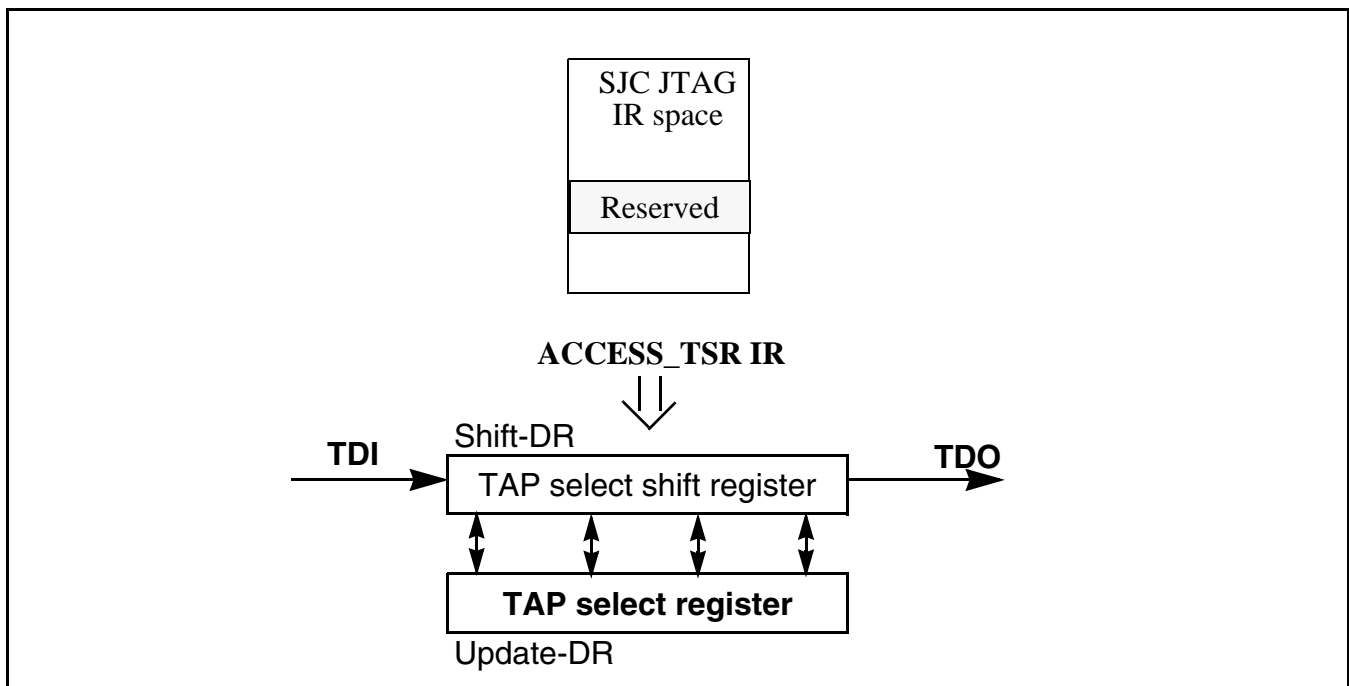 SJC JTAG
IR space
Reserved
ACCESS_TSR IR
Shift-DR
TDI
TDO
TAP select shift register
TAP select register
Update-DR